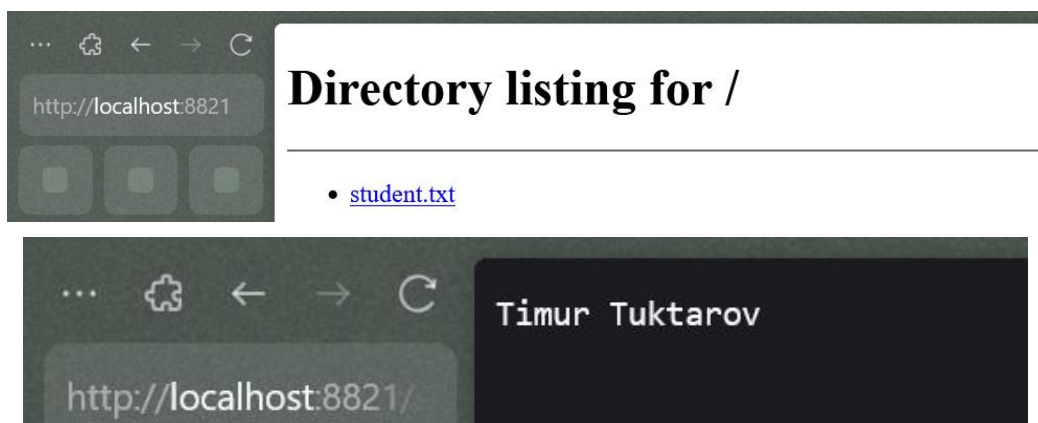 http://localhost:8821
Directory listing for /
student.txt
Timur Tuktarov
http://localhost:8821/